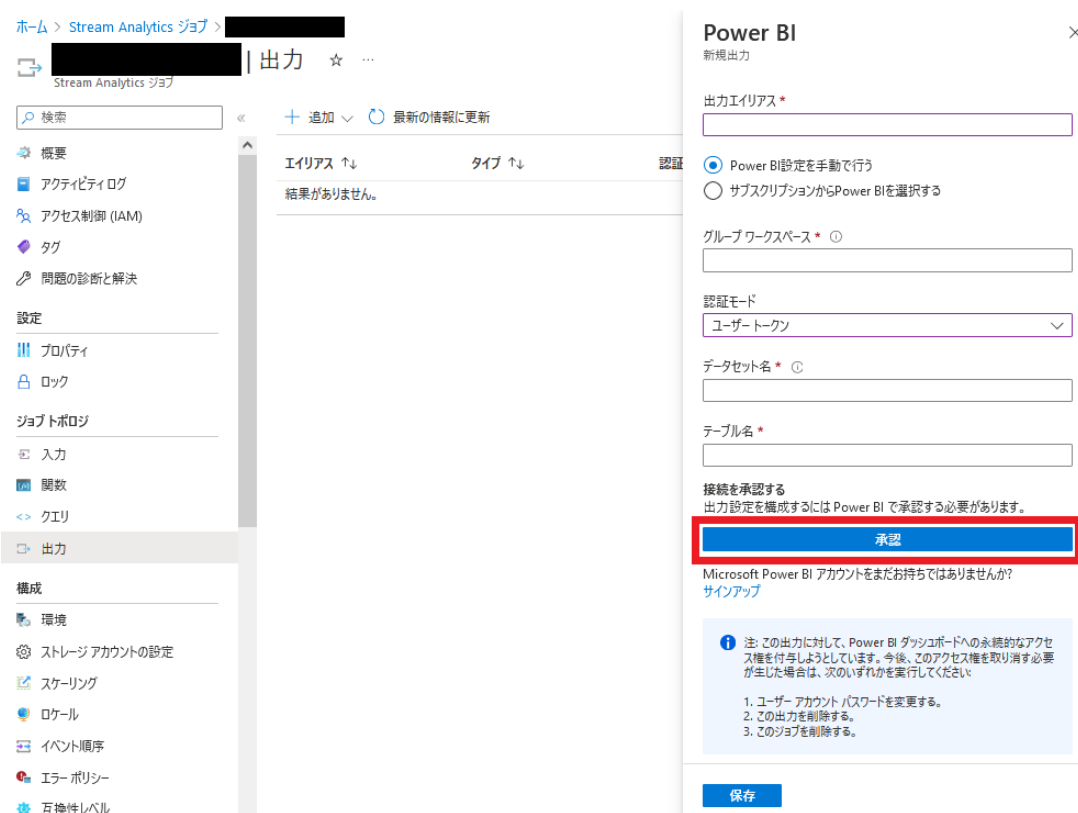 ホーム > Stream Analytics ジョブ >
| 出力 ☆ …
Stream Analytics ジョブ
検索 «
概要
アクティビティ ログ
アクセス制御 (IAM)
タグ
問題の診断と解決
設定
プロパティ
ロック
ジョブ トポロジ
入力
関数
クエリ
出力
構成
環境
ストレージ アカウントの設定
スケーリング
ロケール
イベント順序
エラー ポリシー
互換性レベル
＋ 追加 最新の情報に更新
エイリアス ↑↓ タイプ ↑↓ 認証
結果がありません。
Power BI
新規出力
出力エイリアス *
Power BI設定を手動で行う
サブスクリプションからPower BIを選択する
グループ ワークスペース *
認証モード
ユーザー トークン
データセット名 *
テーブル名 *
接続を承認する
出力設定を構成するには Power BI で承認する必要があります。
承認
Microsoft Power BI アカウントをまだお持ちではありませんか?
サインアップ
注: この出力に対して、Power BI ダッシュボードへの永続的なアクセ
ス権を付与しようとしています。今後、このアクセス権を取り消す必要
が生じた場合は、次のいずれかを実行してください:
1. ユーザー アカウント パスワードを変更する。
2. この出力を削除する。
3. このジョブを削除する。
保存